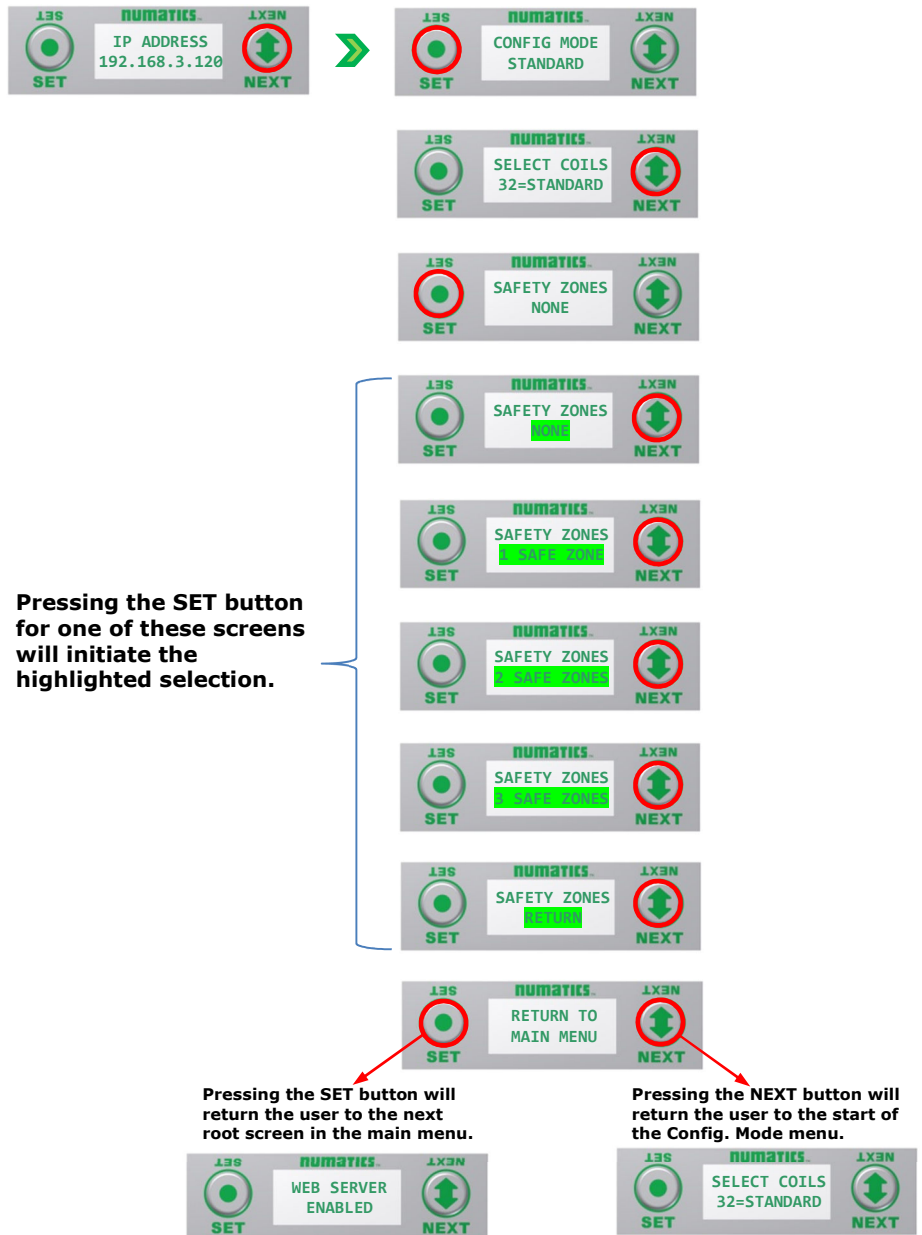 SET numatics. NEXT
IP ADDRESS
192.168.3.120
SET NEXT
SET numatics. NEXT
CONFIG MODE
STANDARD
SET NEXT
SET numatics. NEXT
SELECT COILS
32=STANDARD
SET NEXT
SET numatics. NEXT
SAFETY ZONES
NONE
SET NEXT
SET numatics. NEXT
SAFETY ZONES
NONE
SET NEXT
SET numatics. NEXT
SAFETY ZONES
1 SAFE ZONE
SET NEXT
Pressing the SET button
for one of these screens
will initiate the
highlighted selection.
SET numatics. NEXT
SAFETY ZONES
2 SAFE ZONES
SET NEXT
SET numatics. NEXT
SAFETY ZONES
3 SAFE ZONES
SET NEXT
SET numatics. NEXT
SAFETY ZONES
RETURN
SET NEXT
SET numatics. NEXT
RETURN TO
MAIN MENU
SET NEXT
Pressing the SET button will
return the user to the next
root screen in the main menu.
Pressing the NEXT button will
return the user to the start of
the Config. Mode menu.
SET numatics. NEXT
WEB SERVER
ENABLED
SET NEXT
SET numatics. NEXT
SELECT COILS
32=STANDARD
SET NEXT